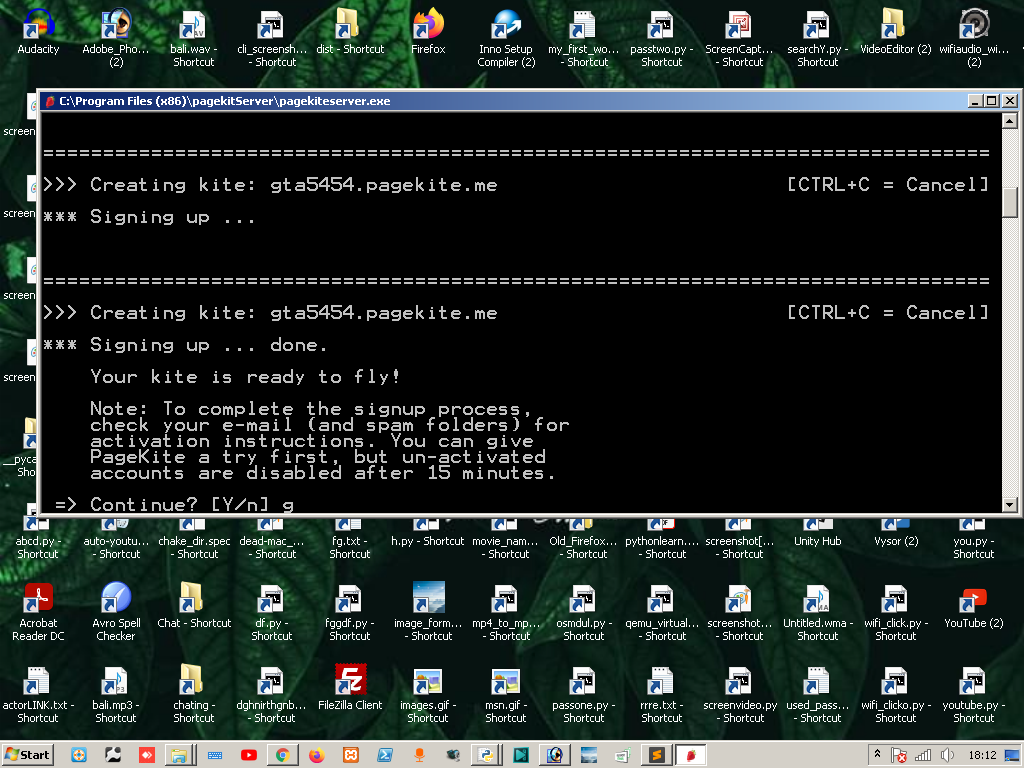 Audacity
Adobe_Pho... (2)
bali.wav - Shortcut
cli_screensh... - Shortcut
dist - Shortcut
Firefox
Inno Setup Compiler (2)
my_first_wo... - Shortcut
passtwo.py - Shortcut
ScreenCapt... - Shortcut
searchY.py - Shortcut
VideoEditor (2)
wifiaudio_wi... (2)
C:\Program Files (x86)\pagekitServer\pagekiteserver.exe
screen
screen
screen
screen
__pyca
Sho
===============================================================================
>>> Creating kite: gta5454.pagekite.me [CTRL+C = Cancel]
*** Signing up ...
===============================================================================
>>> Creating kite: gta5454.pagekite.me [CTRL+C = Cancel]
*** Signing up ... done.
Your kite is ready to fly!
Note: To complete the signup process,
check your e-mail (and spam folders) for
activation instructions. You can give
PageKite a try first, but un-activated
accounts are disabled after 15 minutes.
=> Continue? [Y/n] g
abcd.py - Shortcut
auto-youtu... - Shortcut
chake_dir.spec - Shortcut
dead-mac_... - Shortcut
fg.txt - Shortcut
h.py - Shortcut
movie_nam... - Shortcut
Old_Firefox... - Shortcut
pythonlearn.... - Shortcut
screenshot[... - Shortcut
Unity Hub
Vysor (2)
you.py - Shortcut
Acrobat Reader DC
Avro Spell Checker
Chat - Shortcut
df.py - Shortcut
fggdf.py - Shortcut
image_form... - Shortcut
mp4_to_mp... - Shortcut
osmdul.py - Shortcut
qemu_virtual... - Shortcut
screenshot... - Shortcut
Untitled.wma - Shortcut
wifi_click.py - Shortcut
YouTube (2)
actorLINK.txt - Shortcut
bali.mp3 - Shortcut
chating - Shortcut
dghnirthgnb... - Shortcut
FileZilla Client
images.gif - Shortcut
msn.gif - Shortcut
passone.py - Shortcut
rrre.txt - Shortcut
screenvideo.py - Shortcut
used_pass... - Shortcut
wifi_clicko.py - Shortcut
youtube.py - Shortcut
Start
18:12